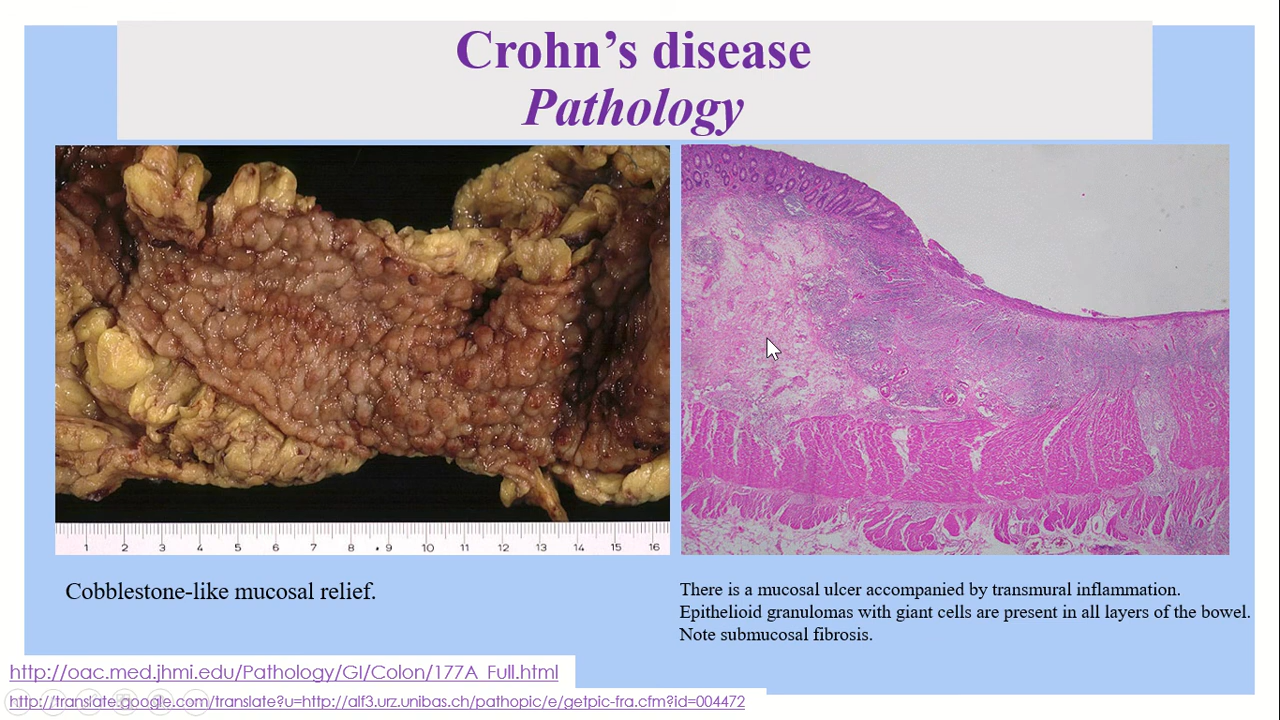 Crohn’s disease
Pathology
1 2 3 4 5 6 7 8 9 10 11 12 13 14 15 16
Cobblestone-like mucosal relief.
There is a mucosal ulcer accompanied by transmural inflammation.
Epithelioid granulomas with giant cells are present in all layers of the bowel.
Note submucosal fibrosis.
http://oac.med.jhmi.edu/Pathology/GI/Colon/177A_Full.html
http://translate.google.com/translate?u=http://alf3.urz.unibas.ch/pathopic/e/getpic-fra.cfm?id=004472